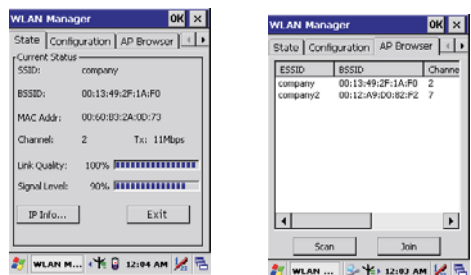 WLAN Manager OK ×
State Configuration AP Browser
Current Status
SSID: company
BSSID: 00:13:49:2F:1A:F0
MAC Addr: 00:60:B3:2A:0D:73
Channel: 2 Tx: 11Mbps
Link Quality: 100%
Signal Level: 90%
IP Info... Exit
WLAN M... 12:04 AM
WLAN Manager OK ×
State Configuration AP Browser
ESSID BSSID Channe
company 00:13:49:2F:1A:F0 2
company2 00:12:A9:D0:82:F2 7
Scan Join
WLAN ... 12:03 AM